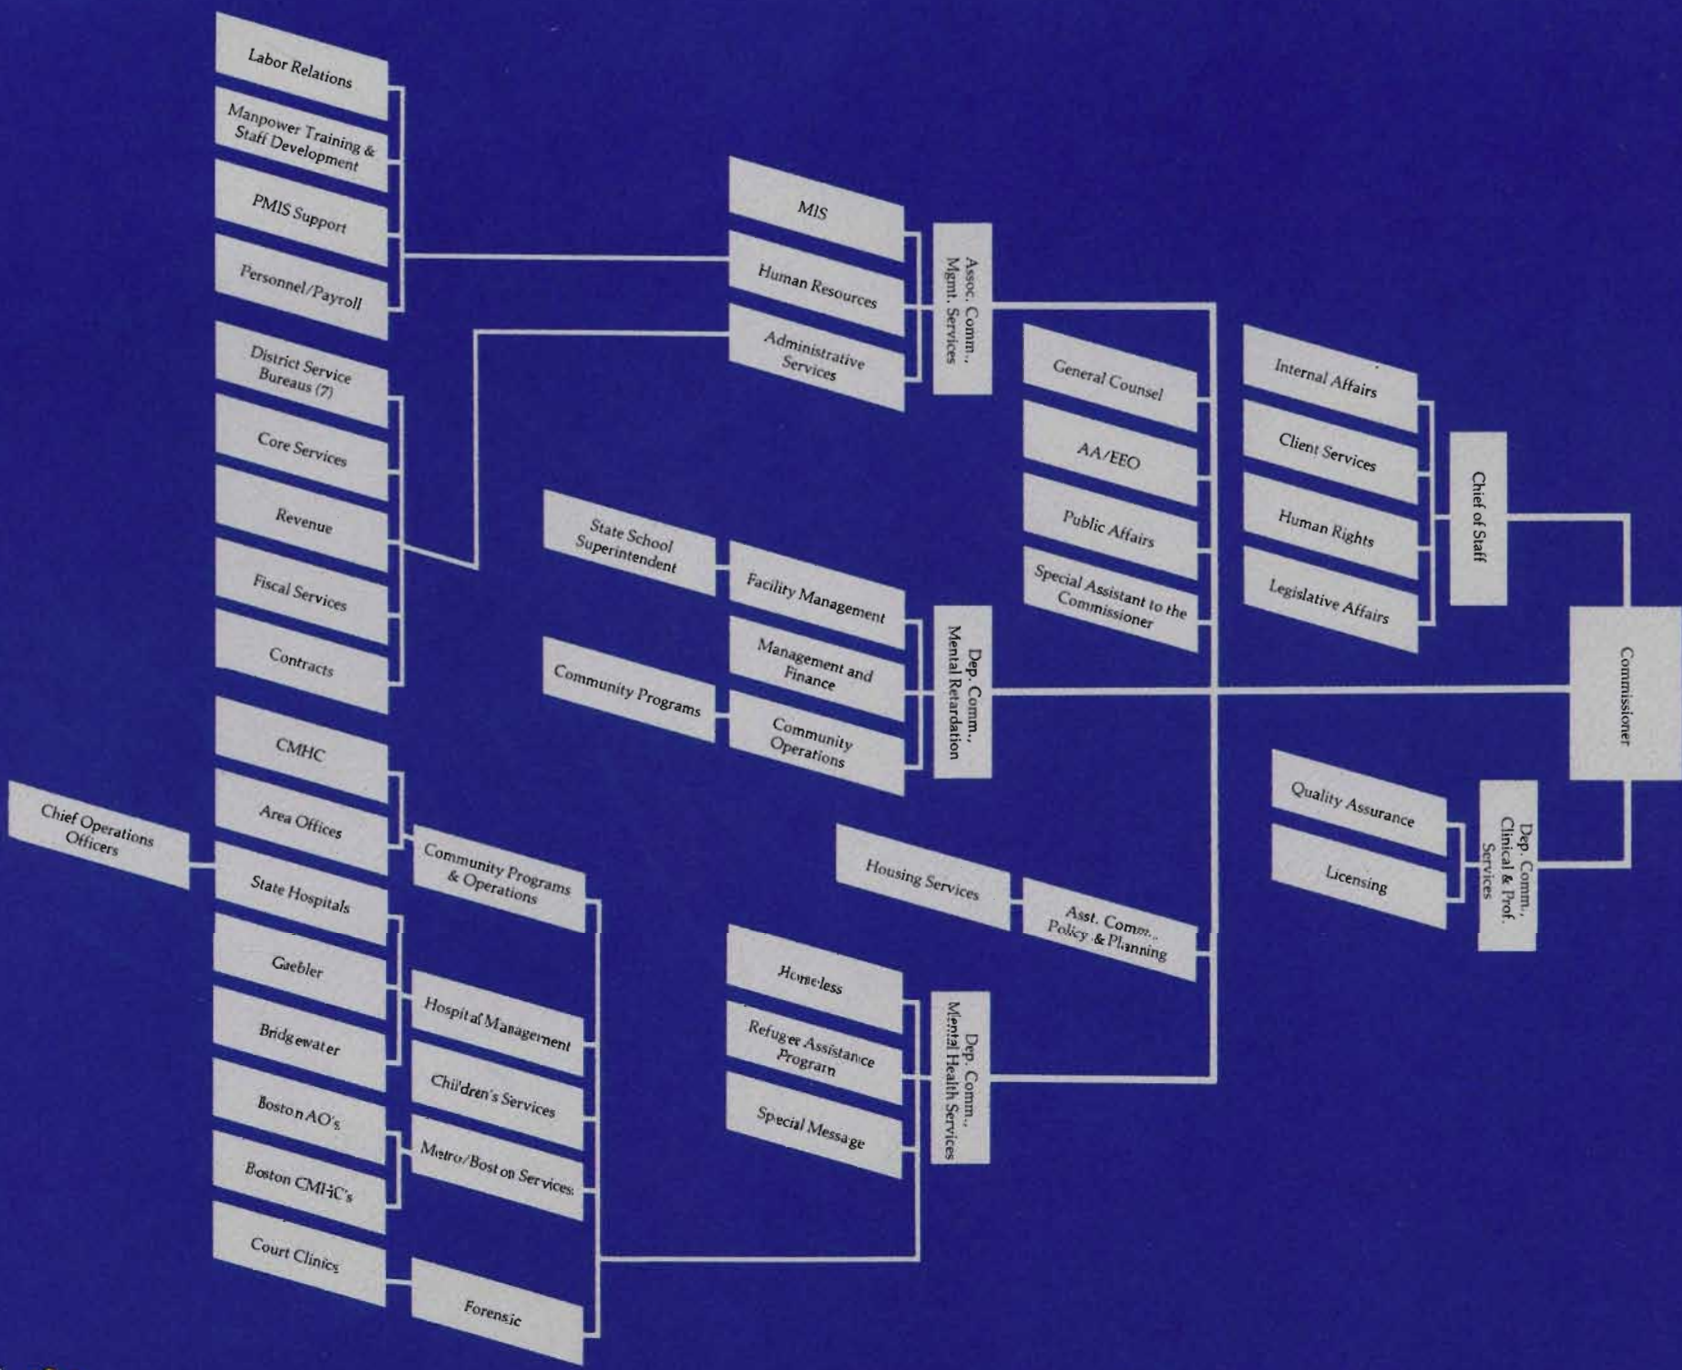 Commissioner
Chief of Staff
Internal Affairs
Client Services
Human Rights
Legislative Affairs
Dep. Comm.,
Clinical & Prof.
Services
Quality Assurance
Licensing
General Counsel
AA/EEO
Public Affairs
Special Assistant to the
Commissioner
Asst. Comm.,
Policy & Planning
Housing Services
Assoc. Comm.,
Mgmt. Services
MIS
Human Resources
Administrative
Services
Labor Relations
Manpower Training &
Staff Development
PMIS Support
Personnel/Payroll
District Service
Bureaus (7)
Core Services
Revenue
Fiscal Services
Contracts
Dep. Comm.,
Mental Retardation
Facility Management
Management and
Finance
Community
Operations
State School
Superintendent
Community Programs
Dep. Comm.,
Mental Health Services
Homeless
Refugee Assistance
Program
Special Message
Community Programs
& Operations
Hospital Management
Children's Services
Metro/Boston Services
Forensic
CMHC
Area Offices
State Hospitals
Gaebler
Bridgewater
Boston AO's
Boston CMHC's
Court Clinics
Chief Operations
Officers